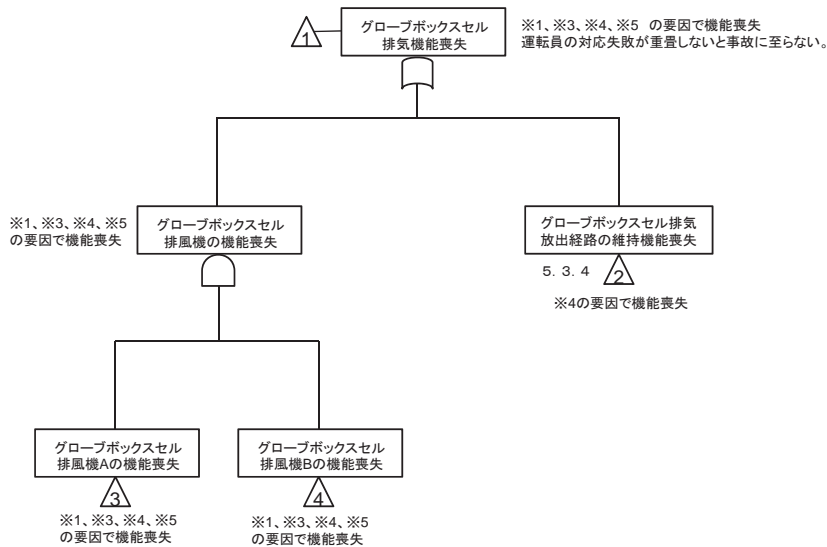 1
グローブボックスセル
排気機能喪失
※1、※3、※4、※5 の要因で機能喪失
運転員の対応失敗が重畳しないと事故に至らない。
※1、※3、※4、※5
の要因で機能喪失
グローブボックスセル
排風機の機能喪失
グローブボックスセル排気
放出経路の維持機能喪失
5．3．4
2
※4の要因で機能喪失
グローブボックスセル
排風機Aの機能喪失
3
※1、※3、※4、※5
の要因で機能喪失
グローブボックスセル
排風機Bの機能喪失
4
※1、※3、※4、※5
の要因で機能喪失